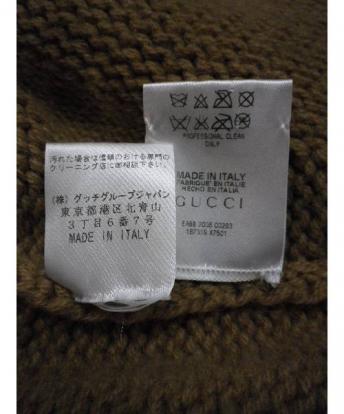 汚れた場合は信頼のおける専門の
クリーニング店に御相談下さい
(株) グッチグループジャパン
東京都港区北青山
3丁目6番7号
MADE IN ITALY
PROFESSIONAL CLEAN
ONLY
MADE IN ITALY
FABRIQUÉ EN ITALIE
HECHO EN ITALIA
GUCCI